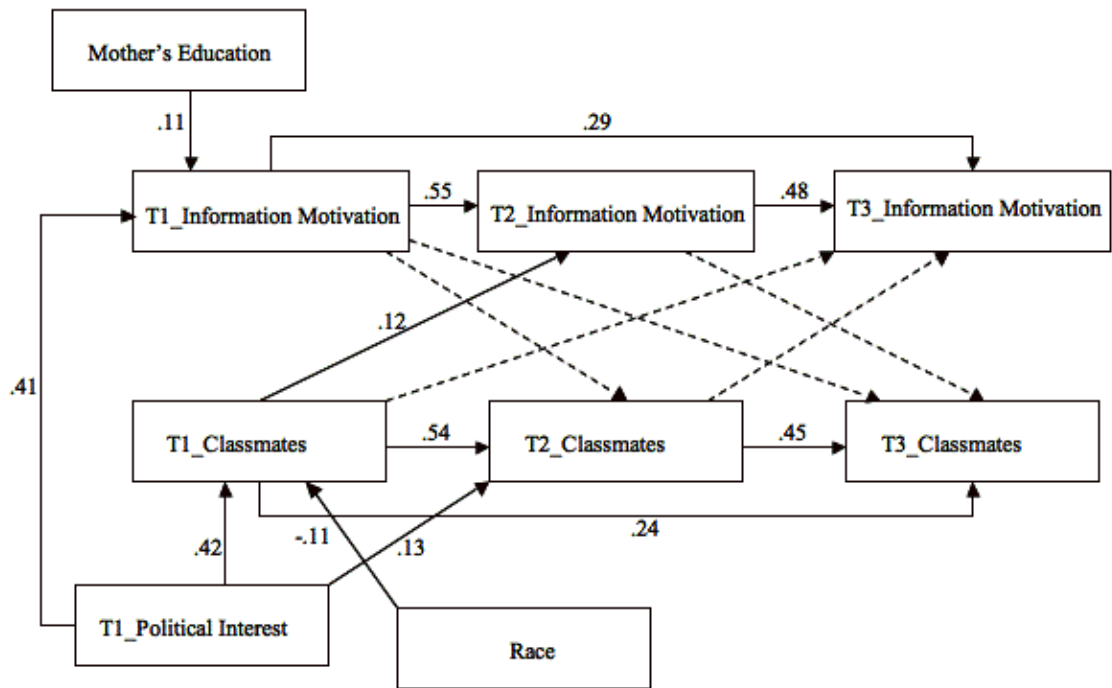 Mother’s Education
.11
.29
T1_Information Motivation
.55
T2_Information Motivation
.48
T3_Information Motivation
.12
.41
T1_Classmates
.54
T2_Classmates
.45
T3_Classmates
.42
-.11
.13
.24
T1_Political Interest
Race